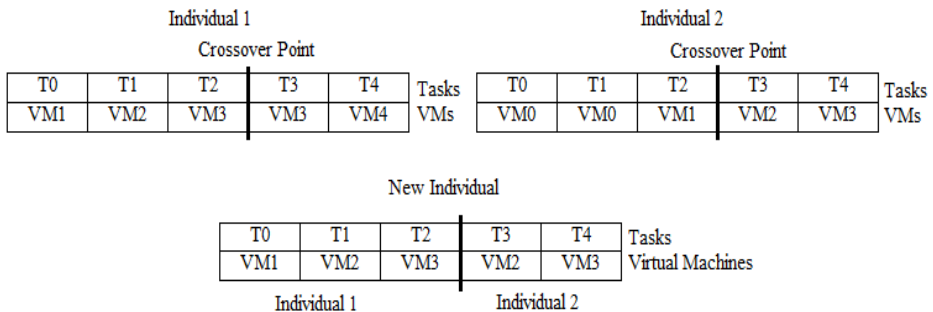 Individual 1
Individual 2
Crossover Point
Crossover Point
T0 T1 T2 T3 T4 Tasks
VM1 VM2 VM3 VM3 VM4 VMs
T0 T1 T2 T3 T4 Tasks
VM0 VM0 VM1 VM2 VM3 VMs
New Individual
T0 T1 T2 T3 T4 Tasks
VM1 VM2 VM3 VM2 VM3 Virtual Machines
Individual 1 Individual 2